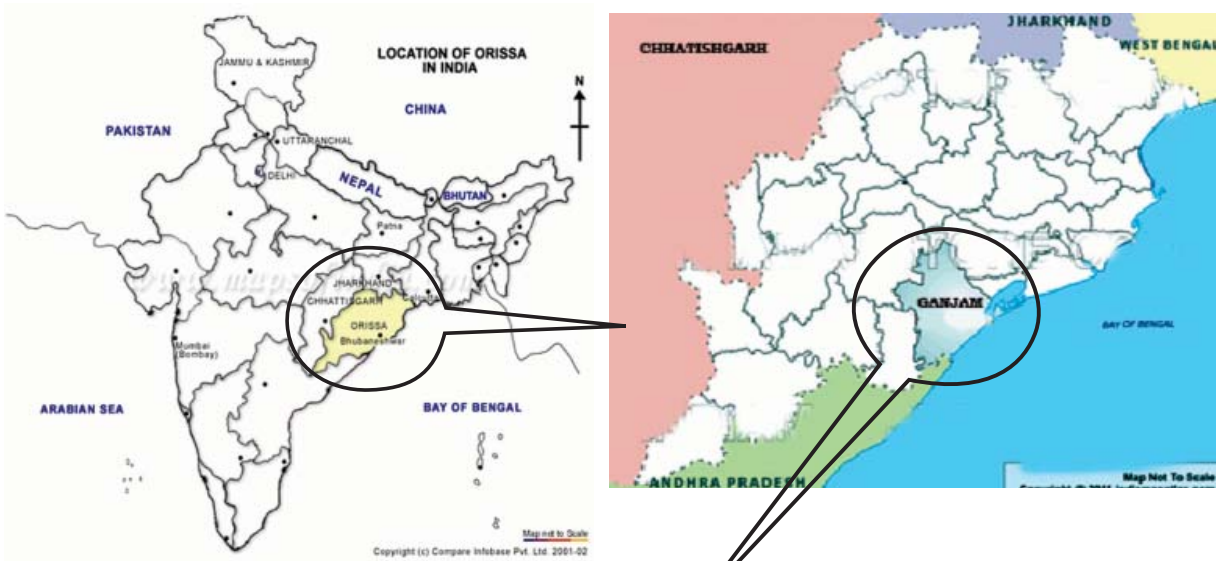 LOCATION OF ORISSA
IN INDIA
N
JAMMU & KASHMIR
CHINA
PAKISTAN
UTTARANCHAL
DELHI
NEPAL
BHUTAN
Patna
JHARKHAND
CHHATTISGARH
Calcutta
ORISSA
Bhubaneshwar
Mumbai
(Bombay)
ARABIAN SEA
BAY OF BENGAL
Map not to Scale
Copyright (c) Compare Infobase Pvt. Ltd. 2001-02
JHARKHAND
CHHATISHGARH
WEST BENGAL
GANJAM
BAY OF BENGAL
ANDHRA PRADESH
Map Not To Scale